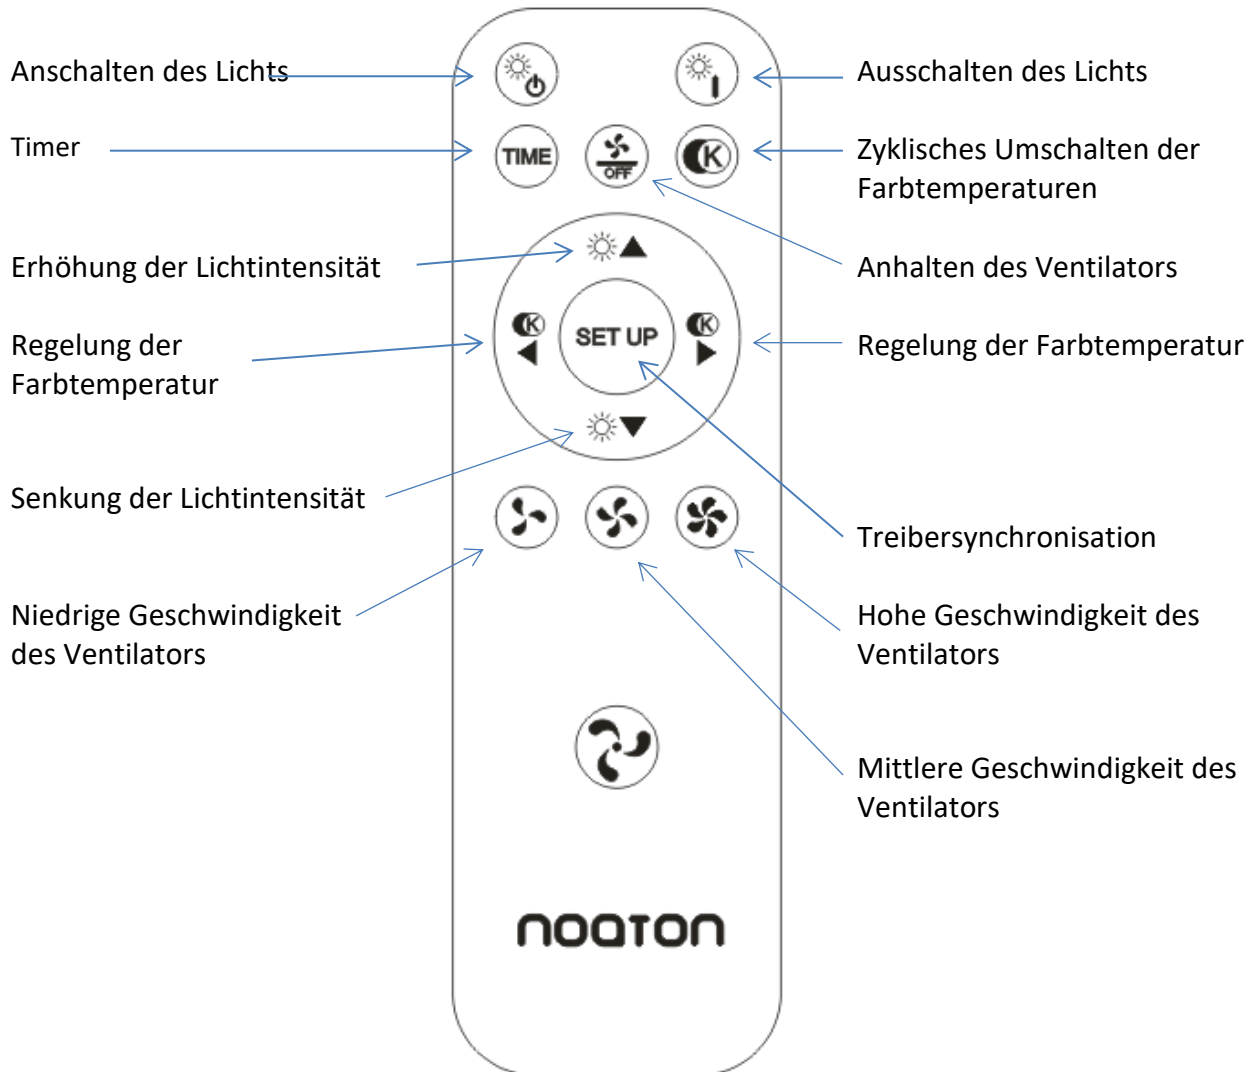 Anschalten des Lichts
Ausschalten des Lichts
Timer
TIME
OFF
K
Zyklisches Umschalten der
Farbtemperaturen
Erhöhung der Lichtintensität
Anhalten des Ventilators
Regelung der
Farbtemperatur
K
SET UP
K
Regelung der Farbtemperatur
Senkung der Lichtintensität
Treibersynchronisation
Niedrige Geschwindigkeit
des Ventilators
Hohe Geschwindigkeit des
Ventilators
Mittlere Geschwindigkeit des
Ventilators
noaton